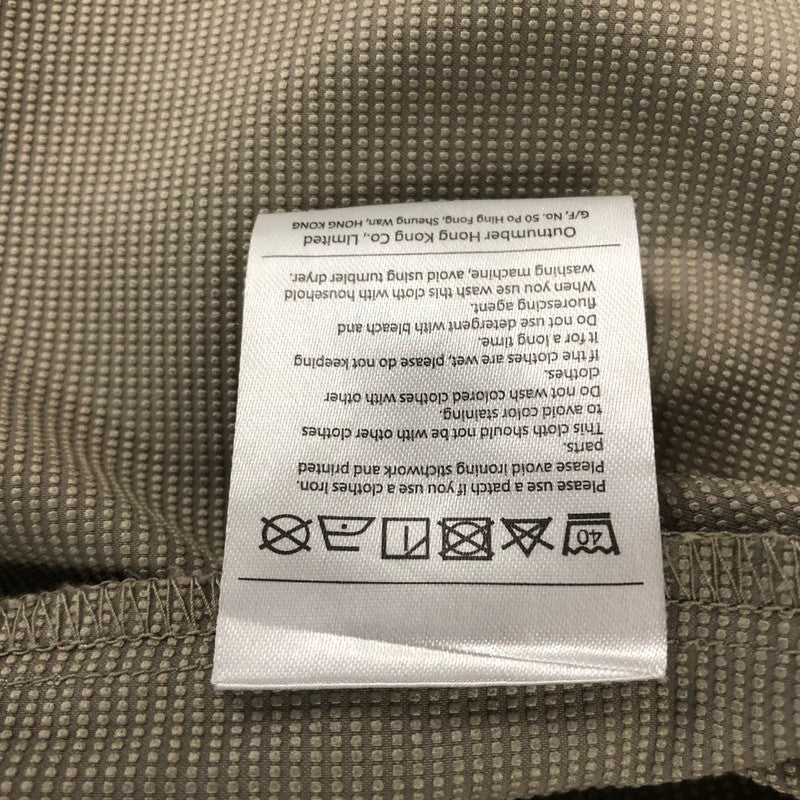 40
Please use a patch if you use a clothes Iron.
Please avoid ironing stichwork and printed
parts.
This cloth should not be with other clothes
to avoid color staining.
Do not wash colored clothes with other
clothes.
If the clothes are wet, please do not keeping
it for a long time.
Do not use detergent with bleach and
fluorescing agent.
When you use wash this cloth with household
washing machine, avoid using tumbler dryer.
Outnumber Hong Kong Co., Limited
G/F, No. 50 Po Hing Fong, Sheung Wan, HONG KONG